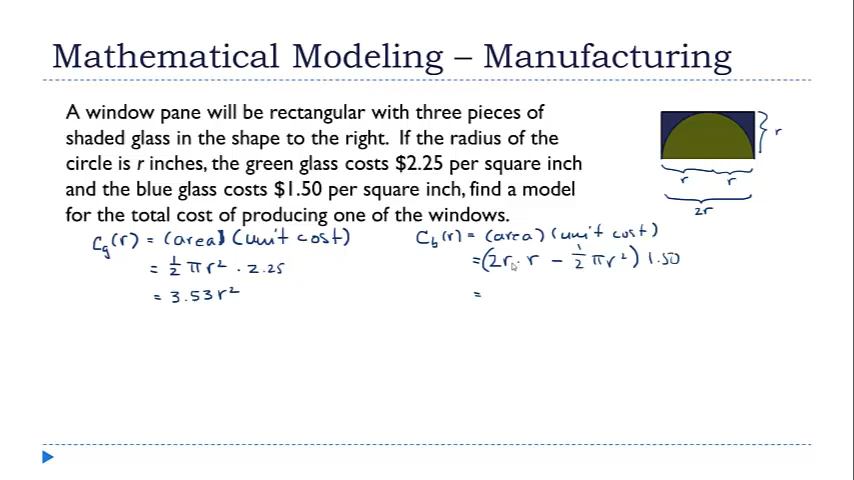 Mathematical Modeling – Manufacturing
A window pane will be rectangular with three pieces of
shaded glass in the shape to the right. If the radius of the
circle is r inches, the green glass costs $2.25 per square inch
and the blue glass costs $1.50 per square inch, find a model
for the total cost of producing one of the windows.
r
r r
2r
C_g(r) = (area)(unit cost)
= 1/2 πr² · 2.25
= 3.53r²
C_b(r) = (area)(unit cost)
= (2r · r − 1/2 πr²) 1.50
=